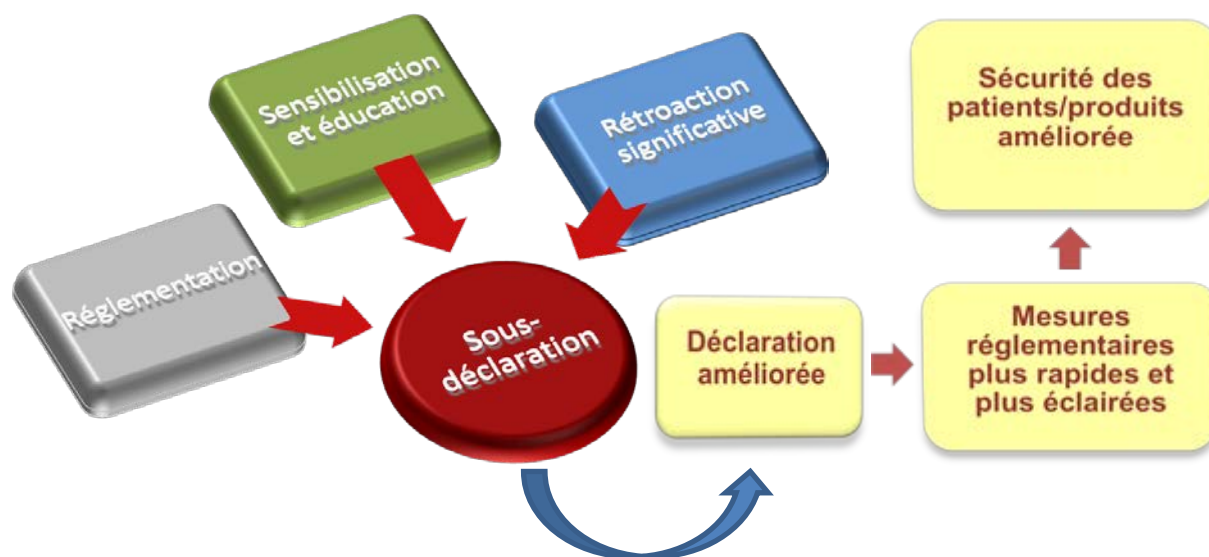 Réglementation
Sensibilisation
et éducation
Rétroaction
significative
Sous-
déclaration
Déclaration
améliorée
Mesures
réglementaires
plus rapides et
plus éclairées
Sécurité des
patients/produits
améliorée